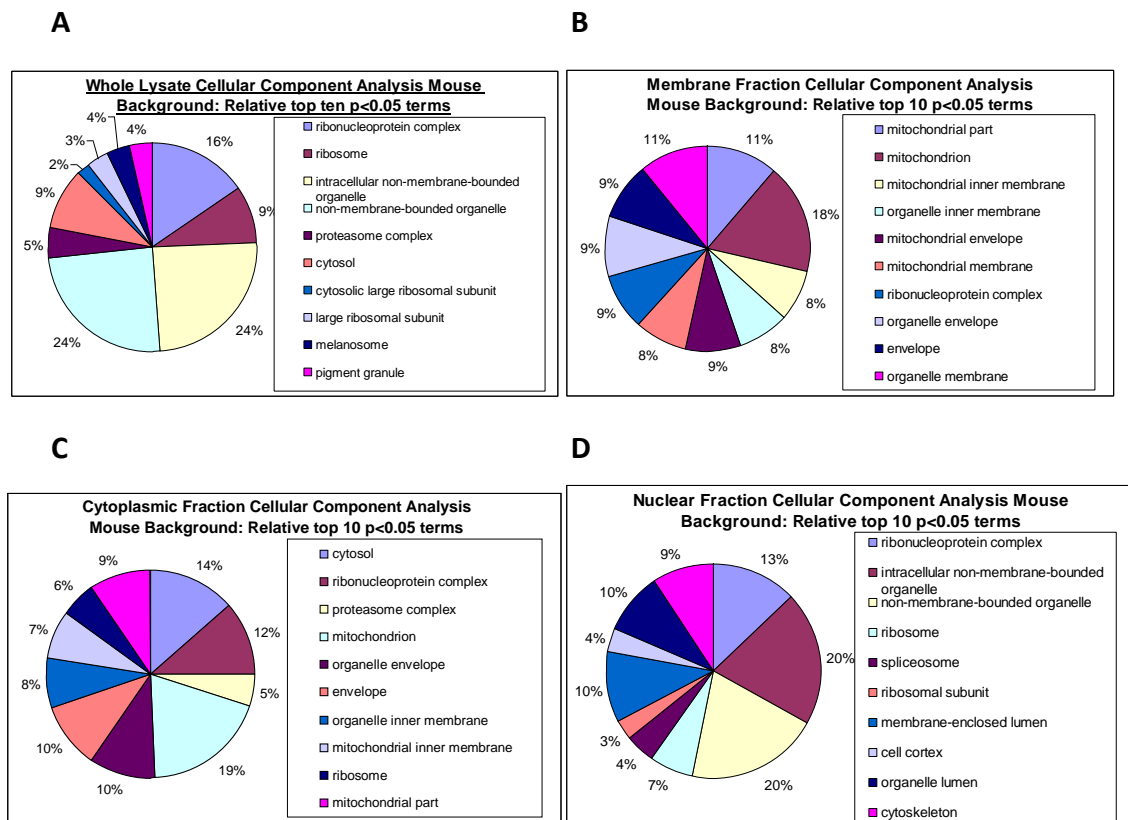 A
Whole Lysate Cellular Component Analysis Mouse
Background: Relative top ten p<0.05 terms
4%
4%
3%
2%
9%
5%
24%
24%
9%
16%
ribonucleoprotein complex
ribosome
intracellular non-membrane-bounded
organelle
non-membrane-bounded organelle
proteasome complex
cytosol
cytosolic large ribosomal subunit
large ribosomal subunit
melanosome
pigment granule
B
Membrane Fraction Cellular Component Analysis
Mouse Background: Relative top 10 p<0.05 terms
11%
11%
9%
9%
9%
8%
9%
8%
8%
18%
mitochondrial part
mitochondrion
mitochondrial inner membrane
organelle inner membrane
mitochondrial envelope
mitochondrial membrane
ribonucleoprotein complex
organelle envelope
envelope
organelle membrane
C
Cytoplasmic Fraction Cellular Component Analysis
Mouse Background: Relative top 10 p<0.05 terms
9%
14%
6%
7%
8%
10%
10%
19%
5%
12%
cytosol
ribonucleoprotein complex
proteasome complex
mitochondrion
organelle envelope
envelope
organelle inner membrane
mitochondrial inner membrane
ribosome
mitochondrial part
D
Nuclear Fraction Cellular Component Analysis Mouse
Background: Relative top 10 p<0.05 terms
9%
13%
10%
4%
10%
3%
4%
7%
20%
20%
ribonucleoprotein complex
intracellular non-membrane-bounded
organelle
non-membrane-bounded organelle
ribosome
spliceosome
ribosomal subunit
membrane-enclosed lumen
cell cortex
organelle lumen
cytoskeleton